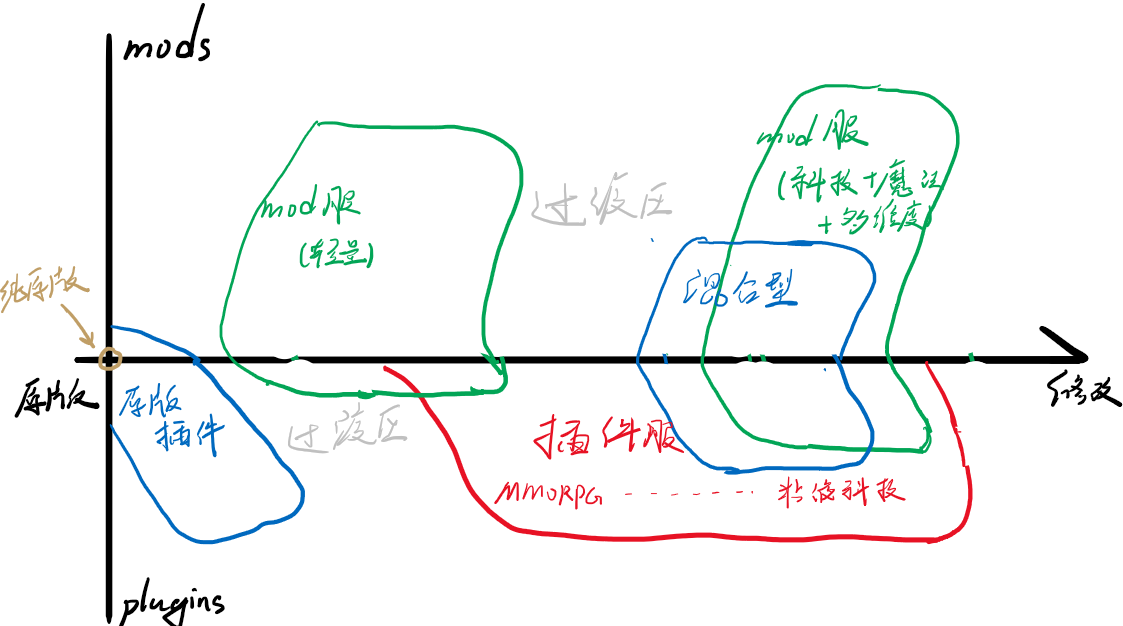 mods
mod服
(科技+魔法
+多维度)
mod服
(轻量)
过渡区
混合型
纯原版
原版
原版
插件
过渡区
修改
插件服
MMORPG ------- 粘液科技
plugins